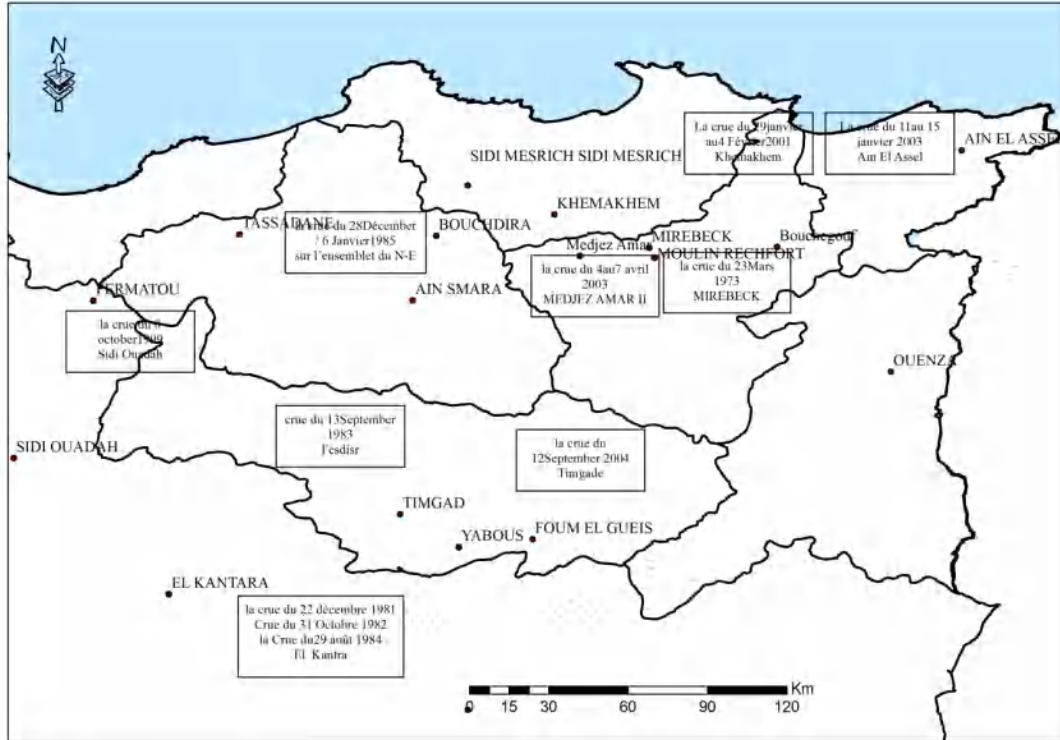 N
La crue du 29janvier
au4 Février2001
Khemakhem
La crue du 11au 15
janvier 2003
Ain El Assel
AIN EL ASSE
SIDI MESRICH SIDI MESRICH
KHEMAKHEM
TASSADANE
la crue du 28Décember
/ 6 Janvier1985
sur l'ensemblet du N-E
BOUCHDIRA
Medjez Amar
MIREBECK
MOULIN RECHFORT
Bouchegouf
la crue du 4au7 avril
2003
MEDJEZ AMAR II
la crue du 23Mars
1973
MIREBECK
FERMATOU
AIN SMARA
la crue du
Sidi Ouadah
OUENZA
crue du 13September
1983
la crue du
12September 2004
Timgade
SIDI OUADAH
TIMGAD
YABOUS
FOUM EL GUEIS
EL KANTARA
la crue du 22 décembre 1981
Crue du 31 Octobre 1982
la Crue du29 août 1984
El Kantra
Km
0 15 30 60 90 120